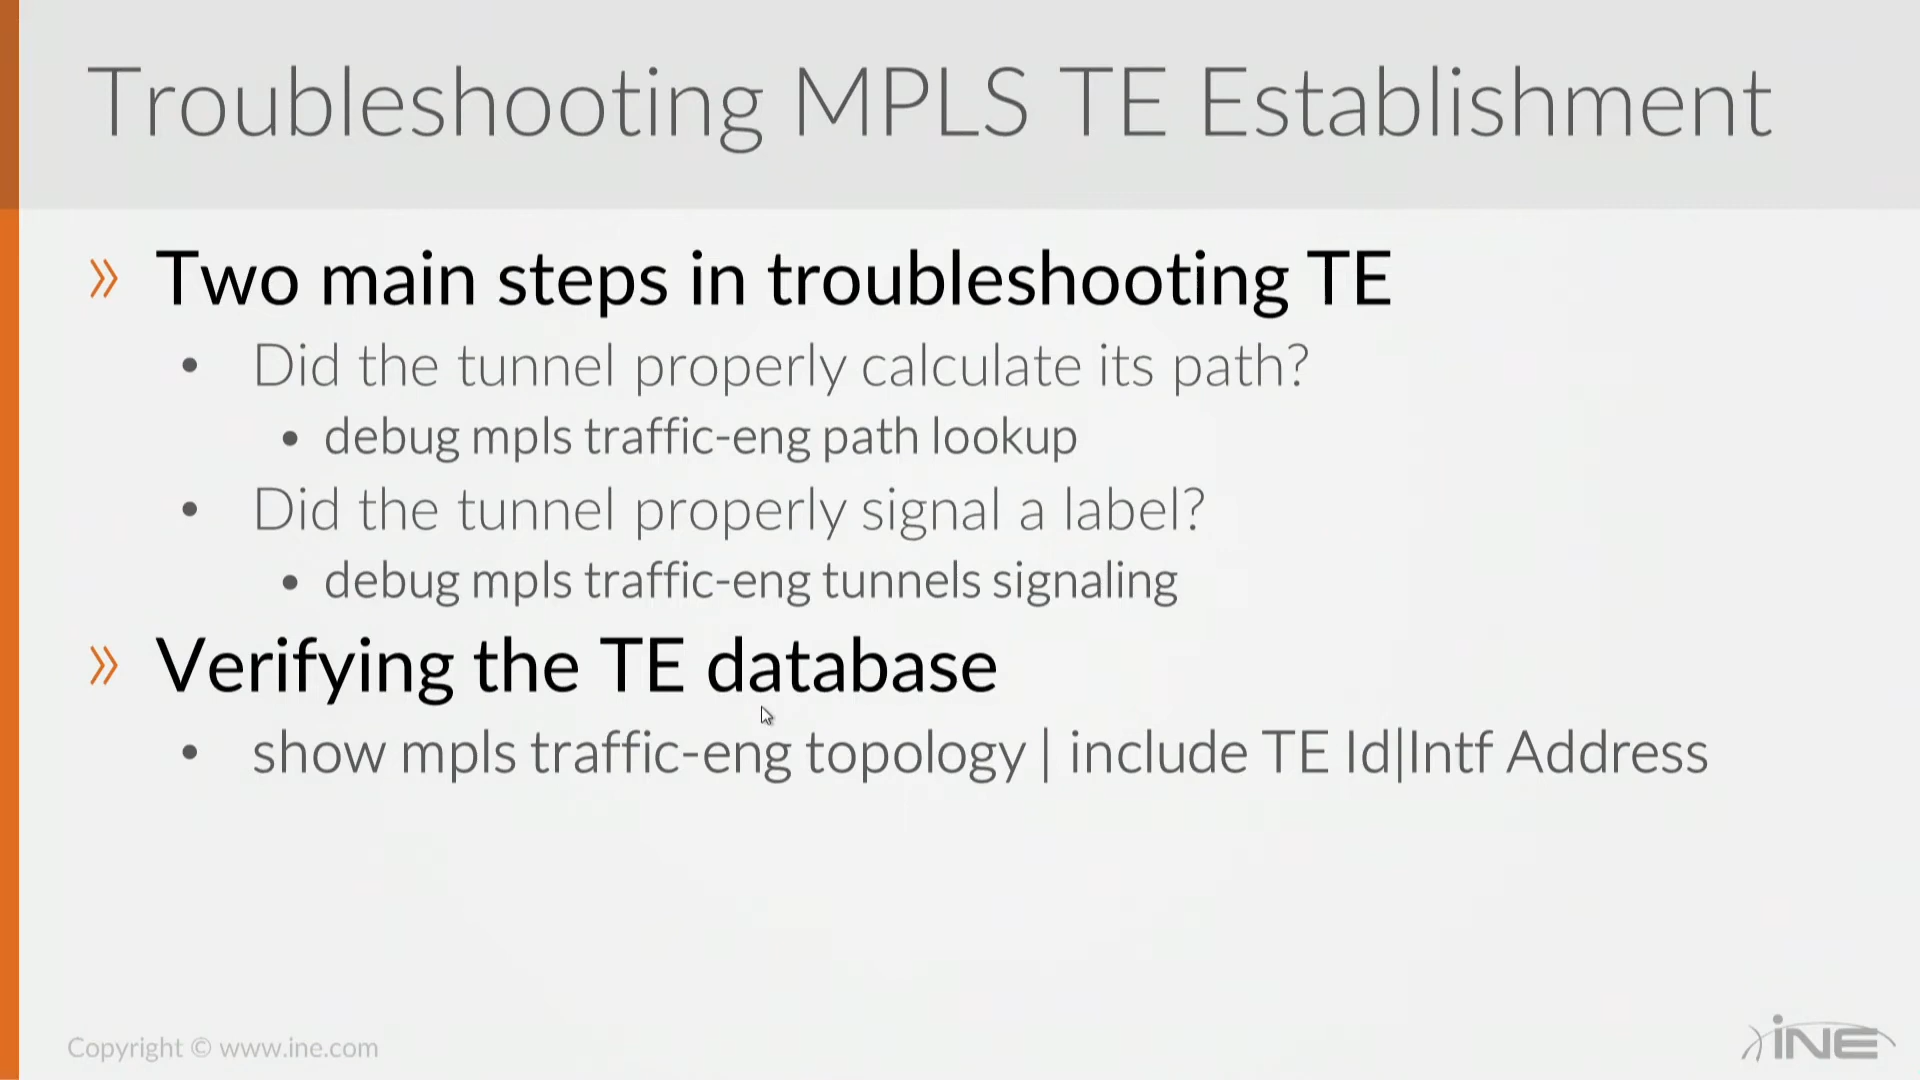 Troubleshooting MPLS TE Establishment
» Two main steps in troubleshooting TE
• Did the tunnel properly calculate its path?
• debug mpls traffic-eng path lookup
• Did the tunnel properly signal a label?
• debug mpls traffic-eng tunnels signaling
» Verifying the TE database
• show mpls traffic-eng topology | include TE Id|Intf Address
Copyright © www.ine.com
iNE